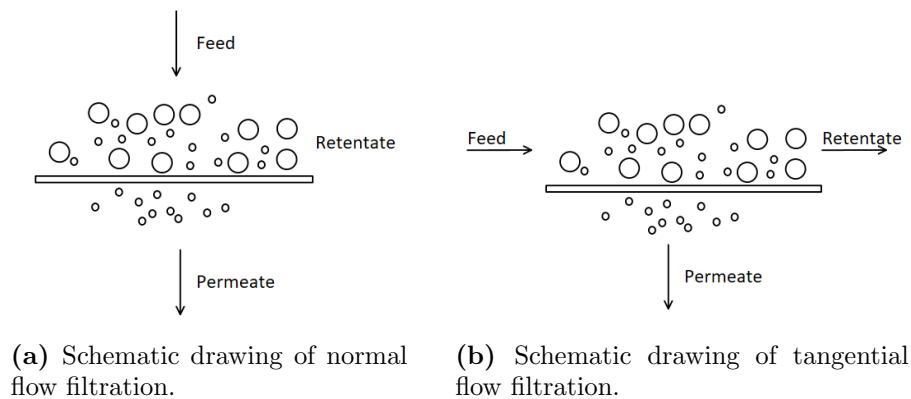 Feed
Retentate
Permeate
(a) Schematic drawing of normal
flow filtration.
Feed
Retentate
Permeate
(b) Schematic drawing of tangential
flow filtration.